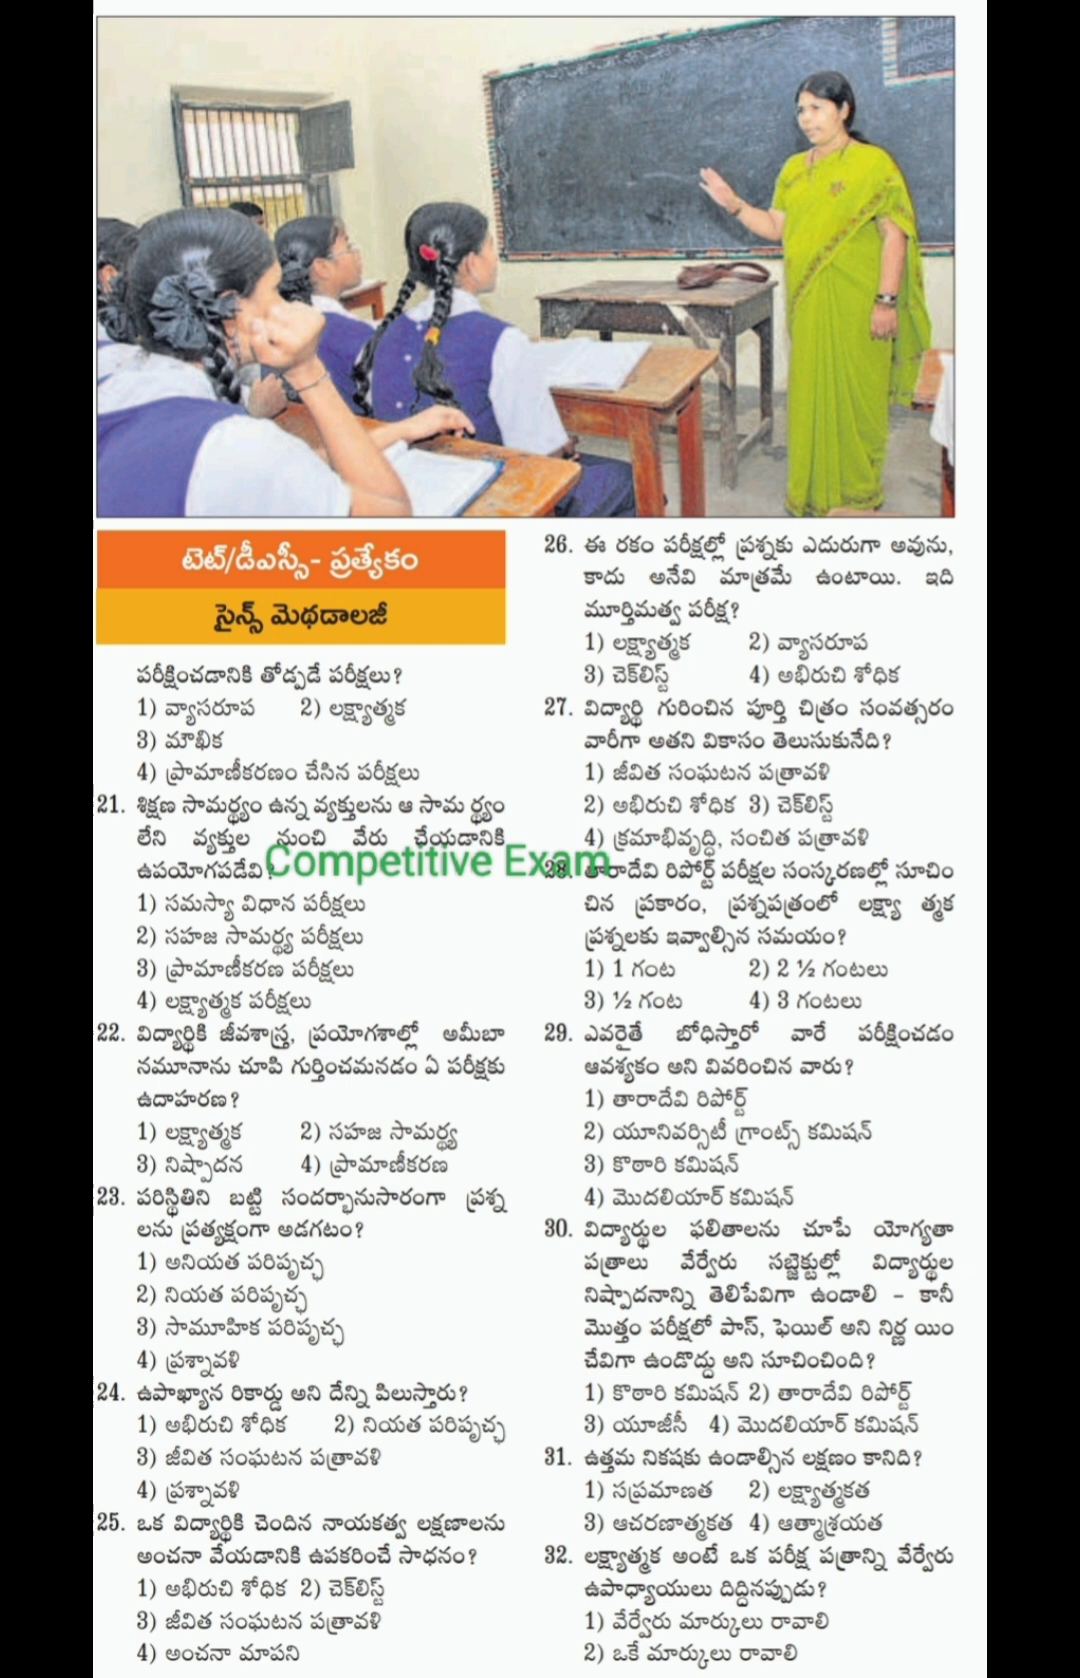 టెట్/డీఎస్సీ- ప్రత్యేకం
సైన్స్ మెథడాలజీ
పరీక్షించడానికి తోడ్పడే పరీక్షలు?
1) వ్యాసరూప 2) లక్ష్యాత్మక
3) మౌఖిక
4) ప్రామాణీకరణం చేసిన పరీక్షలు
21. శిక్షణ సామర్థ్యం ఉన్న వ్యక్తులను ఆ సామ ర్థ్యం
లేని వ్యక్తుల నుంచి వేరు చేయడానికి
ఉపయోగపడేవి?
1) సమస్యా విధాన పరీక్షలు
2) సహజ సామర్థ్య పరీక్షలు
3) ప్రామాణీకరణ పరీక్షలు
4) లక్ష్యాత్మక పరీక్షలు
22. విద్యార్థికి జీవశాస్త్ర, ప్రయోగశాల్లో అమీబా
నమూనాను చూపి గుర్తించమనడం ఏ పరీక్షకు
ఉదాహరణ?
1) లక్ష్యాత్మక 2) సహజ సామర్థ్య
3) నిష్పాదన 4) ప్రామాణీకరణ
23. పరిస్థితిని బట్టి సందర్భానుసారంగా ప్రశ్న
లను ప్రత్యక్షంగా అడగటం?
1) అనియత పరిపృచ్ఛ
2) నియత పరిపృచ్ఛ
3) సామూహిక పరిపృచ్ఛ
4) ప్రశ్నావళి
24. ఉపాఖ్యాన రికార్డు అని దేన్ని పిలుస్తారు?
1) అభిరుచి శోధిక 2) నియత పరిపృచ్ఛ
3) జీవిత సంఘటన పత్రావళి
4) ప్రశ్నావళి
25. ఒక విద్యార్థికి చెందిన నాయకత్వ లక్షణాలను
అంచనా వేయడానికి ఉపకరించే సాధనం?
1) అభిరుచి శోధిక 2) చెక్‌లిస్ట్
3) జీవిత సంఘటన పత్రావళి
4) అంచనా మాపని
26. ఈ రకం పరీక్షల్లో ప్రశ్నకు ఎదురుగా అవును,
కాదు అనేవి మాత్రమే ఉంటాయి. ఇది
మూర్తిమత్వ పరీక్ష?
1) లక్ష్యాత్మక 2) వ్యాసరూప
3) చెక్‌లిస్ట్ 4) అభిరుచి శోధిక
27. విద్యార్థి గురించిన పూర్తి చిత్రం సంవత్సరం
వారీగా అతని వికాసం తెలుసుకునేది?
1) జీవిత సంఘటన పత్రావళి
2) అభిరుచి శోధిక 3) చెక్‌లిస్ట్
4) క్రమాభివృద్ధి, సంచిత పత్రావళి
Competitive Exam
28. తారాదేవి రిపోర్ట్ పరీక్షల సంస్కరణల్లో సూచిం
చిన ప్రకారం, ప్రశ్నపత్రంలో లక్ష్యా త్మక
ప్రశ్నలకు ఇవ్వాల్సిన సమయం?
1) 1 గంట 2) 2 ½ గంటలు
3) ½ గంట 4) 3 గంటలు
29. ఎవరైతే బోధిస్తారో వారే పరీక్షించడం
ఆవశ్యకం అని వివరించిన వారు?
1) తారాదేవి రిపోర్ట్
2) యూనివర్సిటీ గ్రాంట్స్ కమిషన్
3) కొఠారి కమిషన్
4) మొదలియార్ కమిషన్
30. విద్యార్థుల ఫలితాలను చూపే యోగ్యతా
పత్రాలు వేర్వేరు సబ్జెక్టుల్లో విద్యార్థుల
నిష్పాదనాన్ని తెలిపేవిగా ఉండాలి – కానీ
మొత్తం పరీక్షలో పాస్, ఫెయిల్ అని నిర్ణ యిం
చేవిగా ఉండొద్దు అని సూచించింది?
1) కొఠారి కమిషన్ 2) తారాదేవి రిపోర్ట్
3) యూజీసీ 4) మొదలియార్ కమిషన్
31. ఉత్తమ నికషకు ఉండాల్సిన లక్షణం కానిది?
1) సప్రమాణత 2) లక్ష్యాత్మకత
3) ఆచరణాత్మకత 4) ఆత్మాశ్రయత
32. లక్ష్యాత్మక అంటే ఒక పరీక్ష పత్రాన్ని వేర్వేరు
ఉపాధ్యాయులు దిద్దినప్పుడు?
1) వేర్వేరు మార్కులు రావాలి
2) ఒకే మార్కులు రావాలి